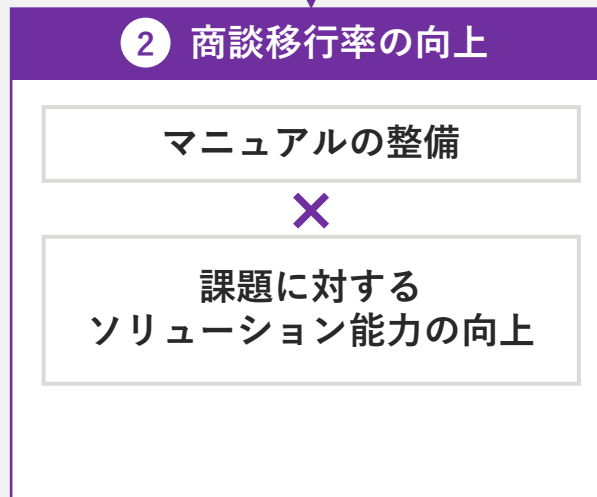 2 商談移行率の向上
マニュアルの整備
×
課題に対する
ソリューション能力の向上